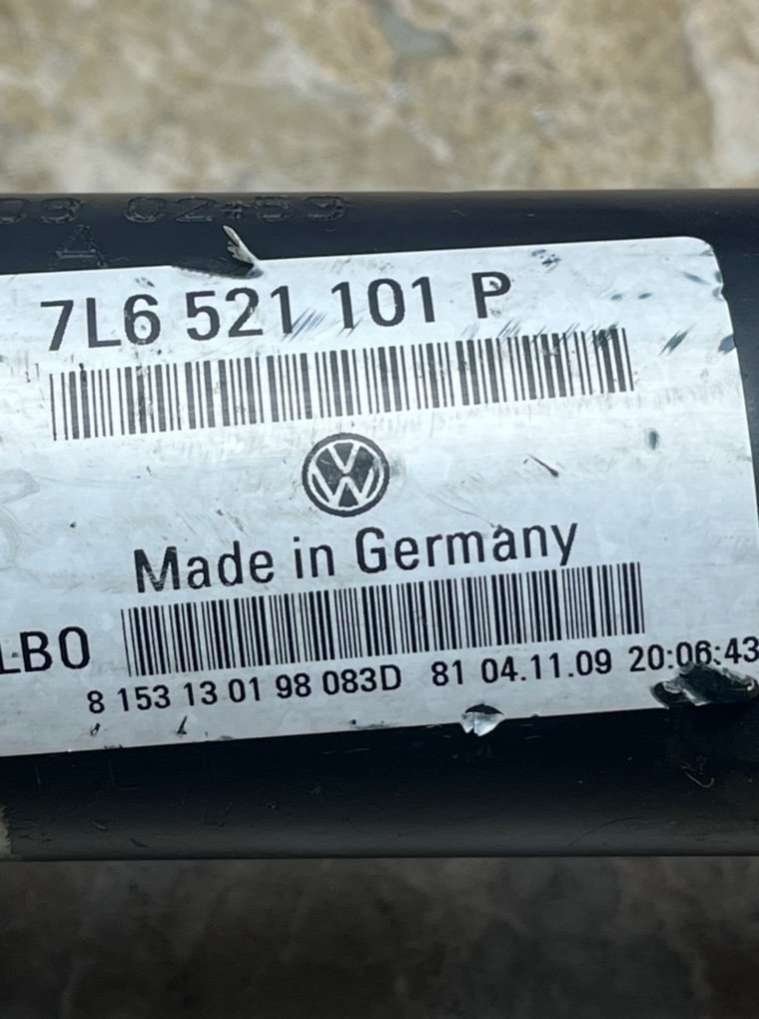 7L6 521 101 P
Made in Germany
LB0
8 153 13 01 98 083D 81 04.11.09 20:06:43